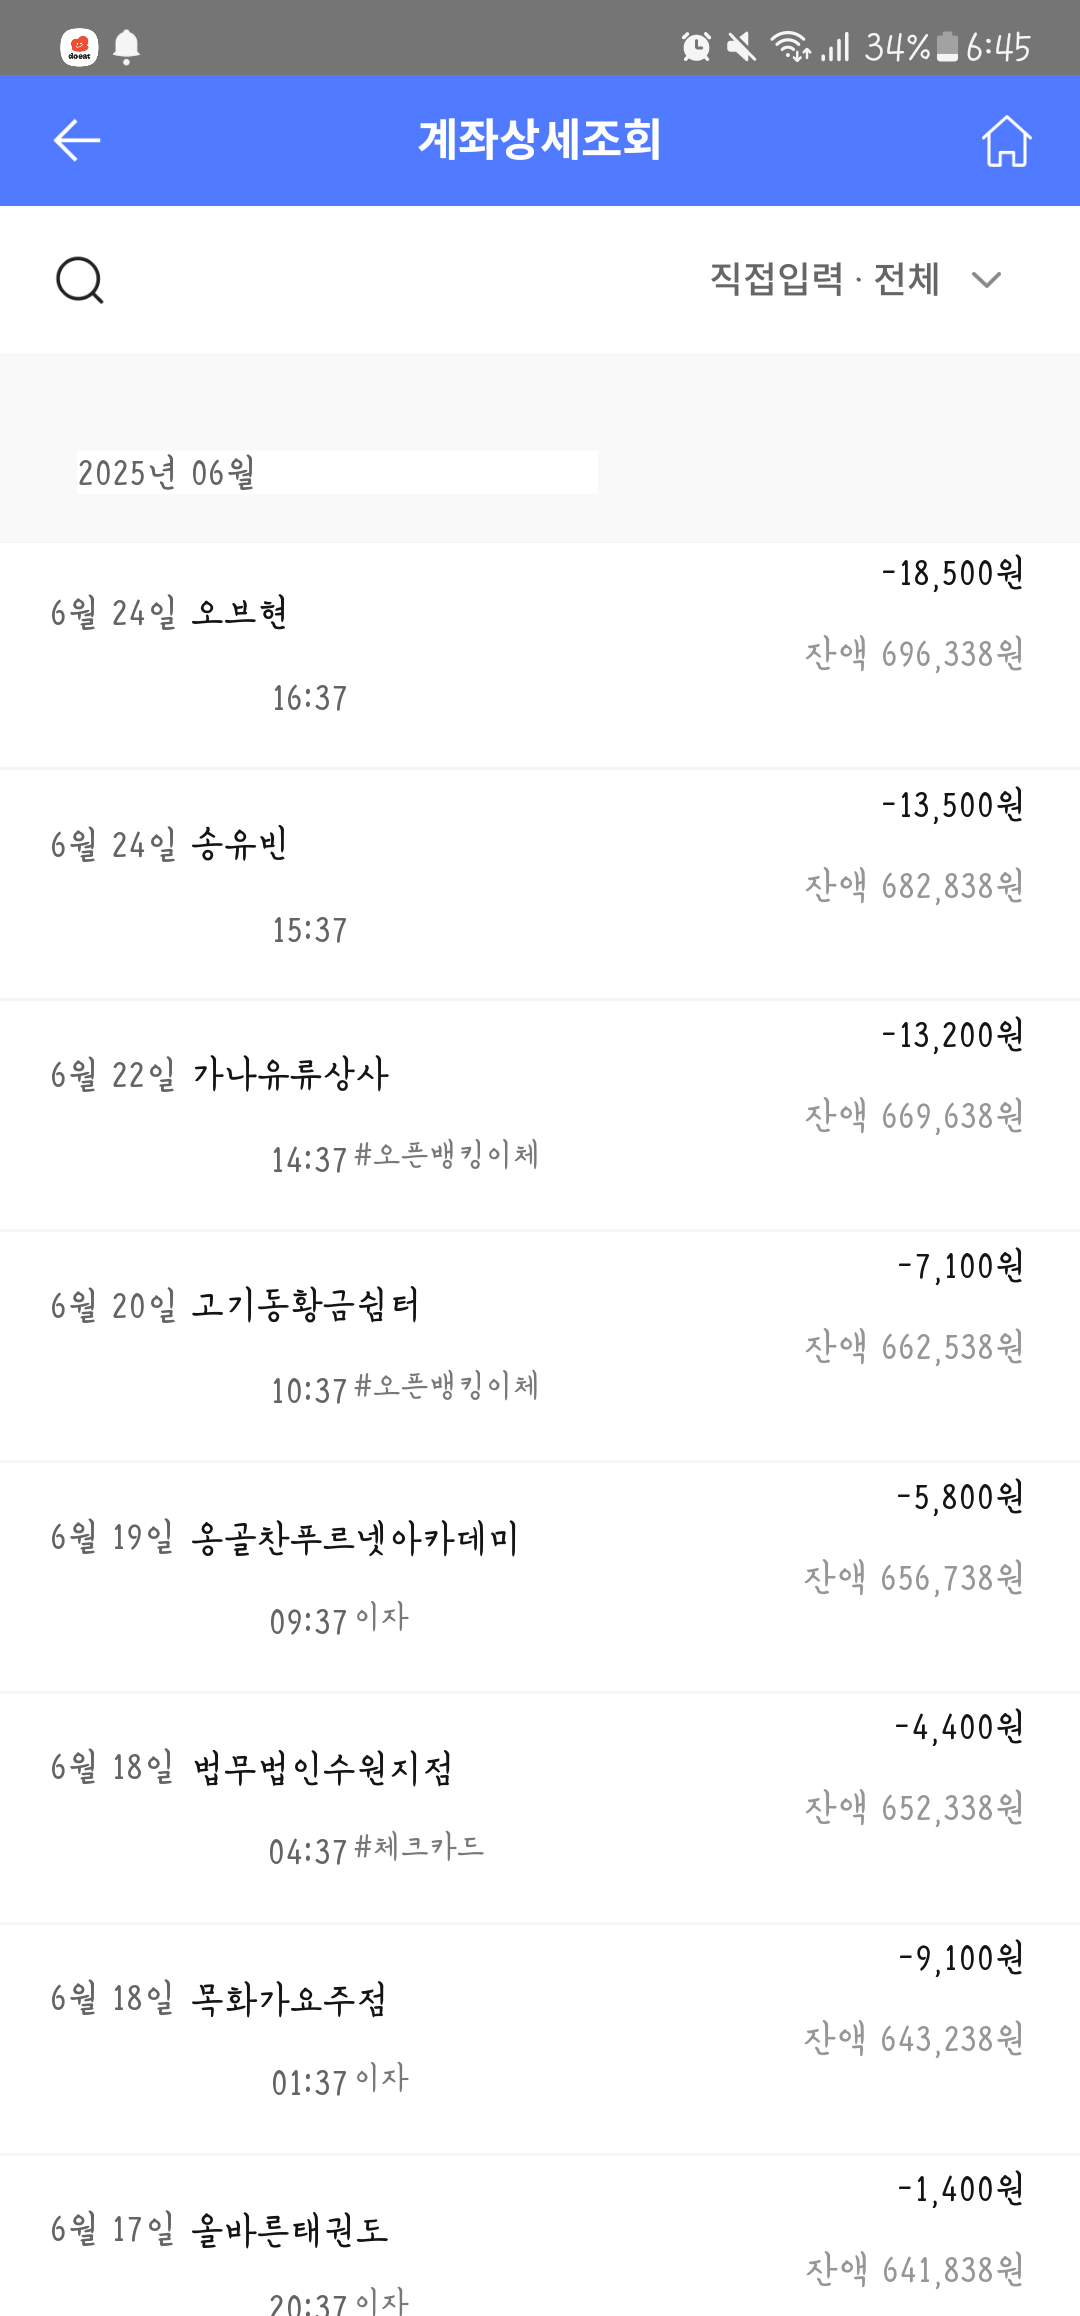 doeat
34% 6:45
계좌상세조회
직접입력 · 전체
2025년 06월
-18,500원
6월 24일 오브현
잔액 696,338원
16:37
-13,500원
6월 24일 송유빈
잔액 682,838원
15:37
-13,200원
6월 22일 가나유류상사
잔액 669,638원
14:37 #오픈뱅킹이체
-7,100원
6월 20일 고기동황금쉼터
잔액 662,538원
10:37 #오픈뱅킹이체
-5,800원
6월 19일 옹골찬푸르넷아카데미
잔액 656,738원
09:37 이자
-4,400원
6월 18일 법무법인수원지점
잔액 652,338원
04:37 #체크카드
-9,100원
6월 18일 목화가요주점
잔액 643,238원
01:37 이자
-1,400원
6월 17일 올바른태권도
잔액 641,838원
20:37 이자